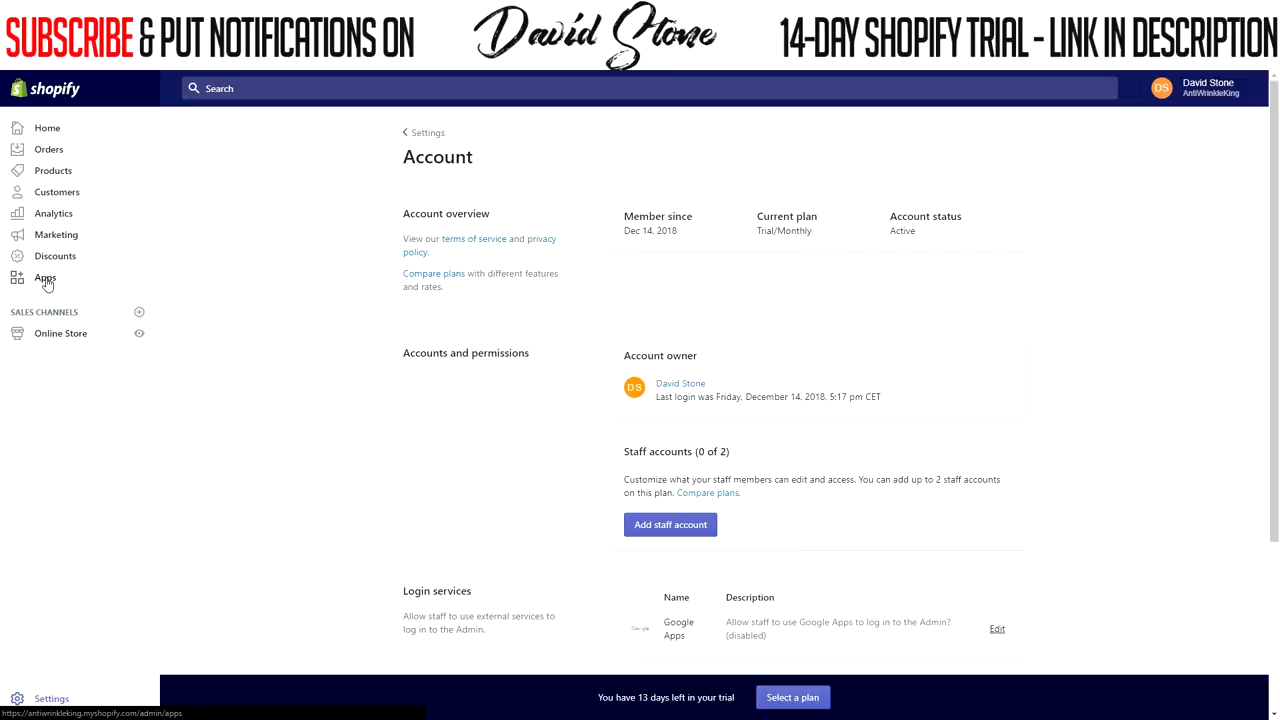 SUBSCRIBE & PUT NOTIFICATIONS ON
David Stone
14-DAY SHOPIFY TRIAL - LINK IN DESCRIPTION
shopify
Search
DS
David Stone
AntiWrinkleKing
Home
Orders
Products
Customers
Analytics
Marketing
Discounts
Apps
SALES CHANNELS
Online Store
Settings
Account
Account overview
View our terms of service and privacy
policy.
Compare plans with different features
and rates.
Member since
Dec 14, 2018
Current plan
Trial/Monthly
Account status
Active
Accounts and permissions
Account owner
DS
David Stone
Last login was Friday, December 14, 2018, 5:17 pm CET
Staff accounts (0 of 2)
Customize what your staff members can edit and access. You can add up to 2 staff accounts
on this plan. Compare plans.
Add staff account
Login services
Allow staff to use external services to
log in to the Admin.
Name
Description
Google
Google
Apps
Allow staff to use Google Apps to log in to the Admin?
(disabled)
Edit
Settings
You have 13 days left in your trial
Select a plan
https://antiwrinkleking.myshopify.com/admin/apps